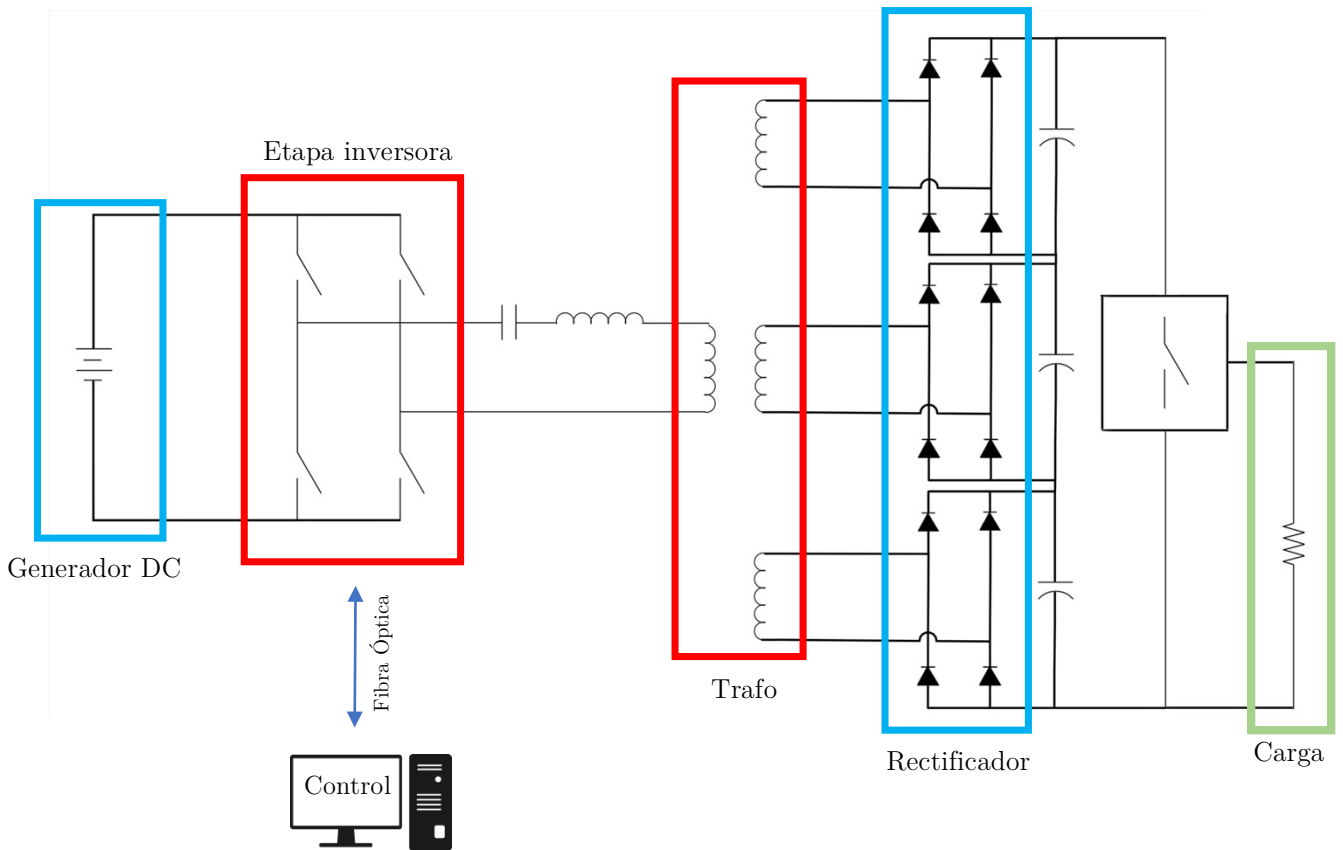 Etapa inversora
Generador DC
Fibra Óptica
Control
Trafo
Rectificador
Carga